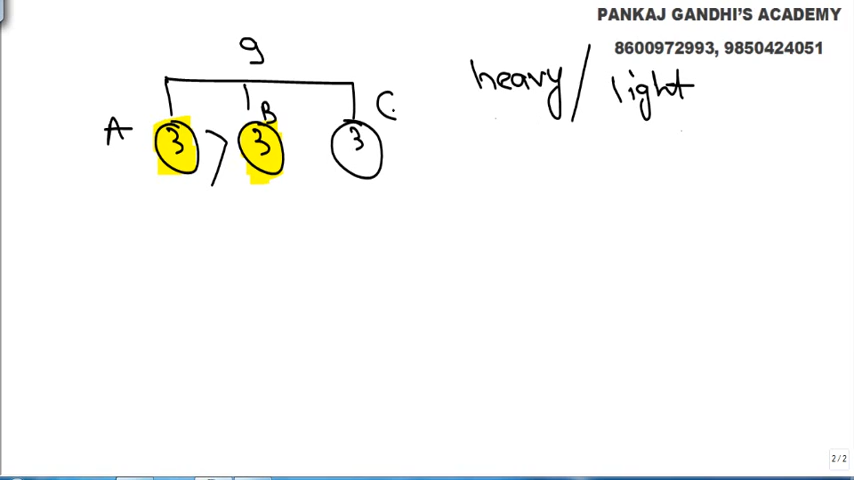 PANKAJ GANDHI'S ACADEMY
8600972993, 9850424051
9
heavy / light
A 3 > B 3 C 3
2 / 2